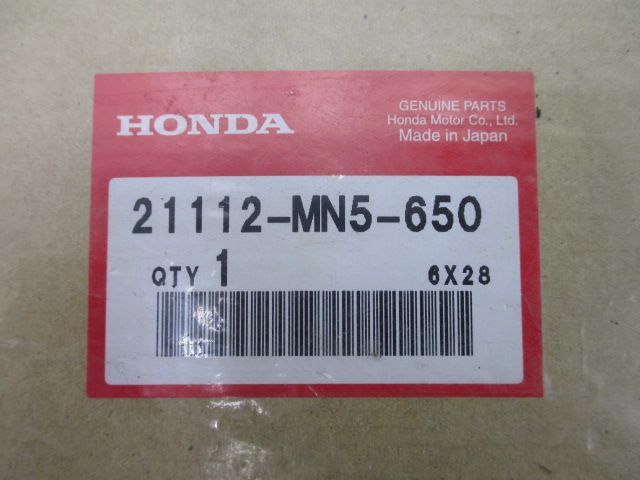 HONDA
GENUINE PARTS
Honda Motor Co., Ltd.
Made in Japan
21112-MN5-650
QTY 1 6X28